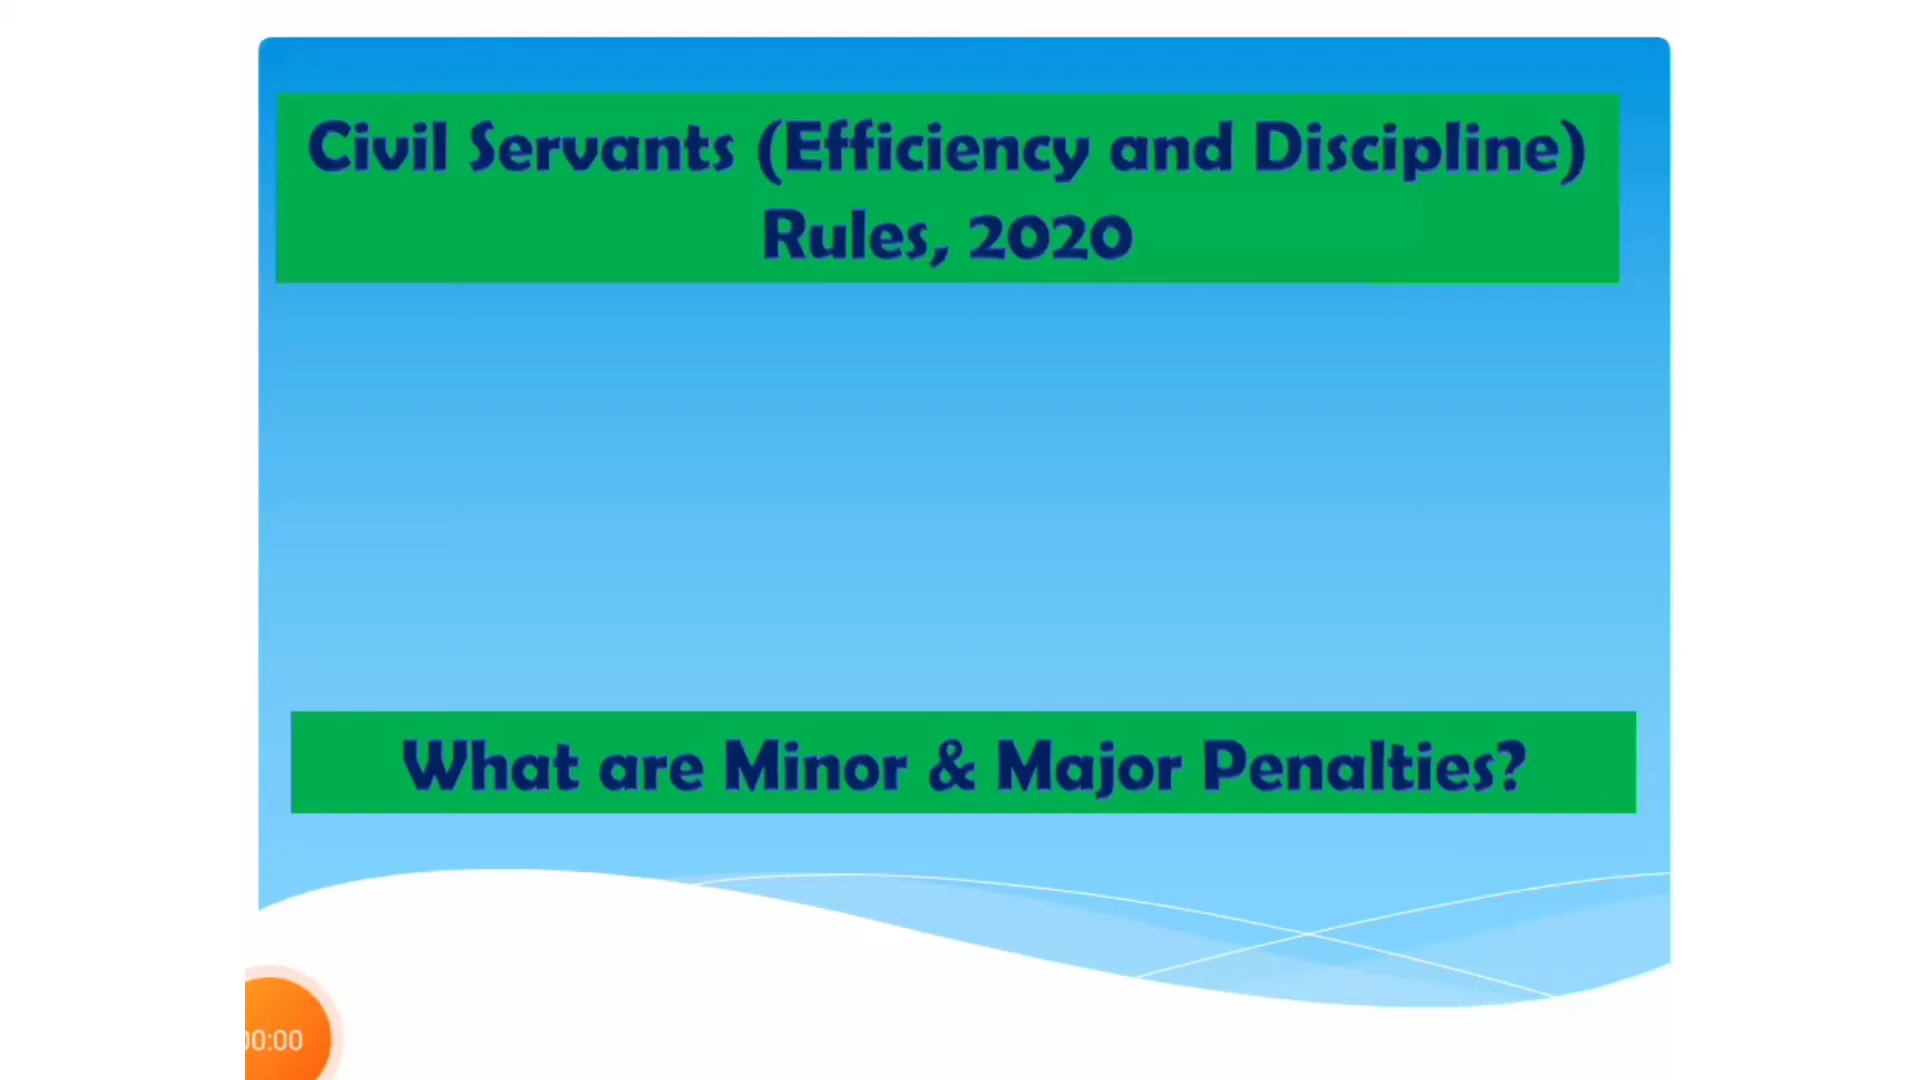 Civil Servants (Efficiency and Discipline)
Rules, 2020
What are Minor & Major Penalties?
00:00